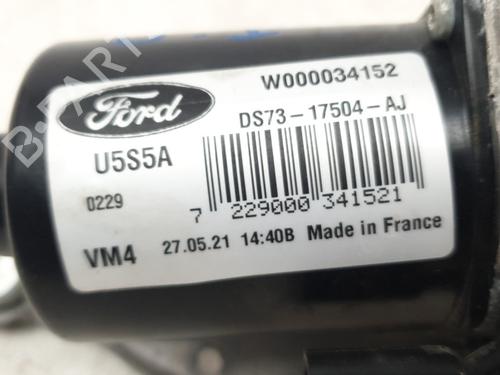 W000034152
Ford
DS73-17504-AJ
U5S5A
0229
7 229000 341521
VM4 27.05.21 14:40B Made in France
B-PARTS